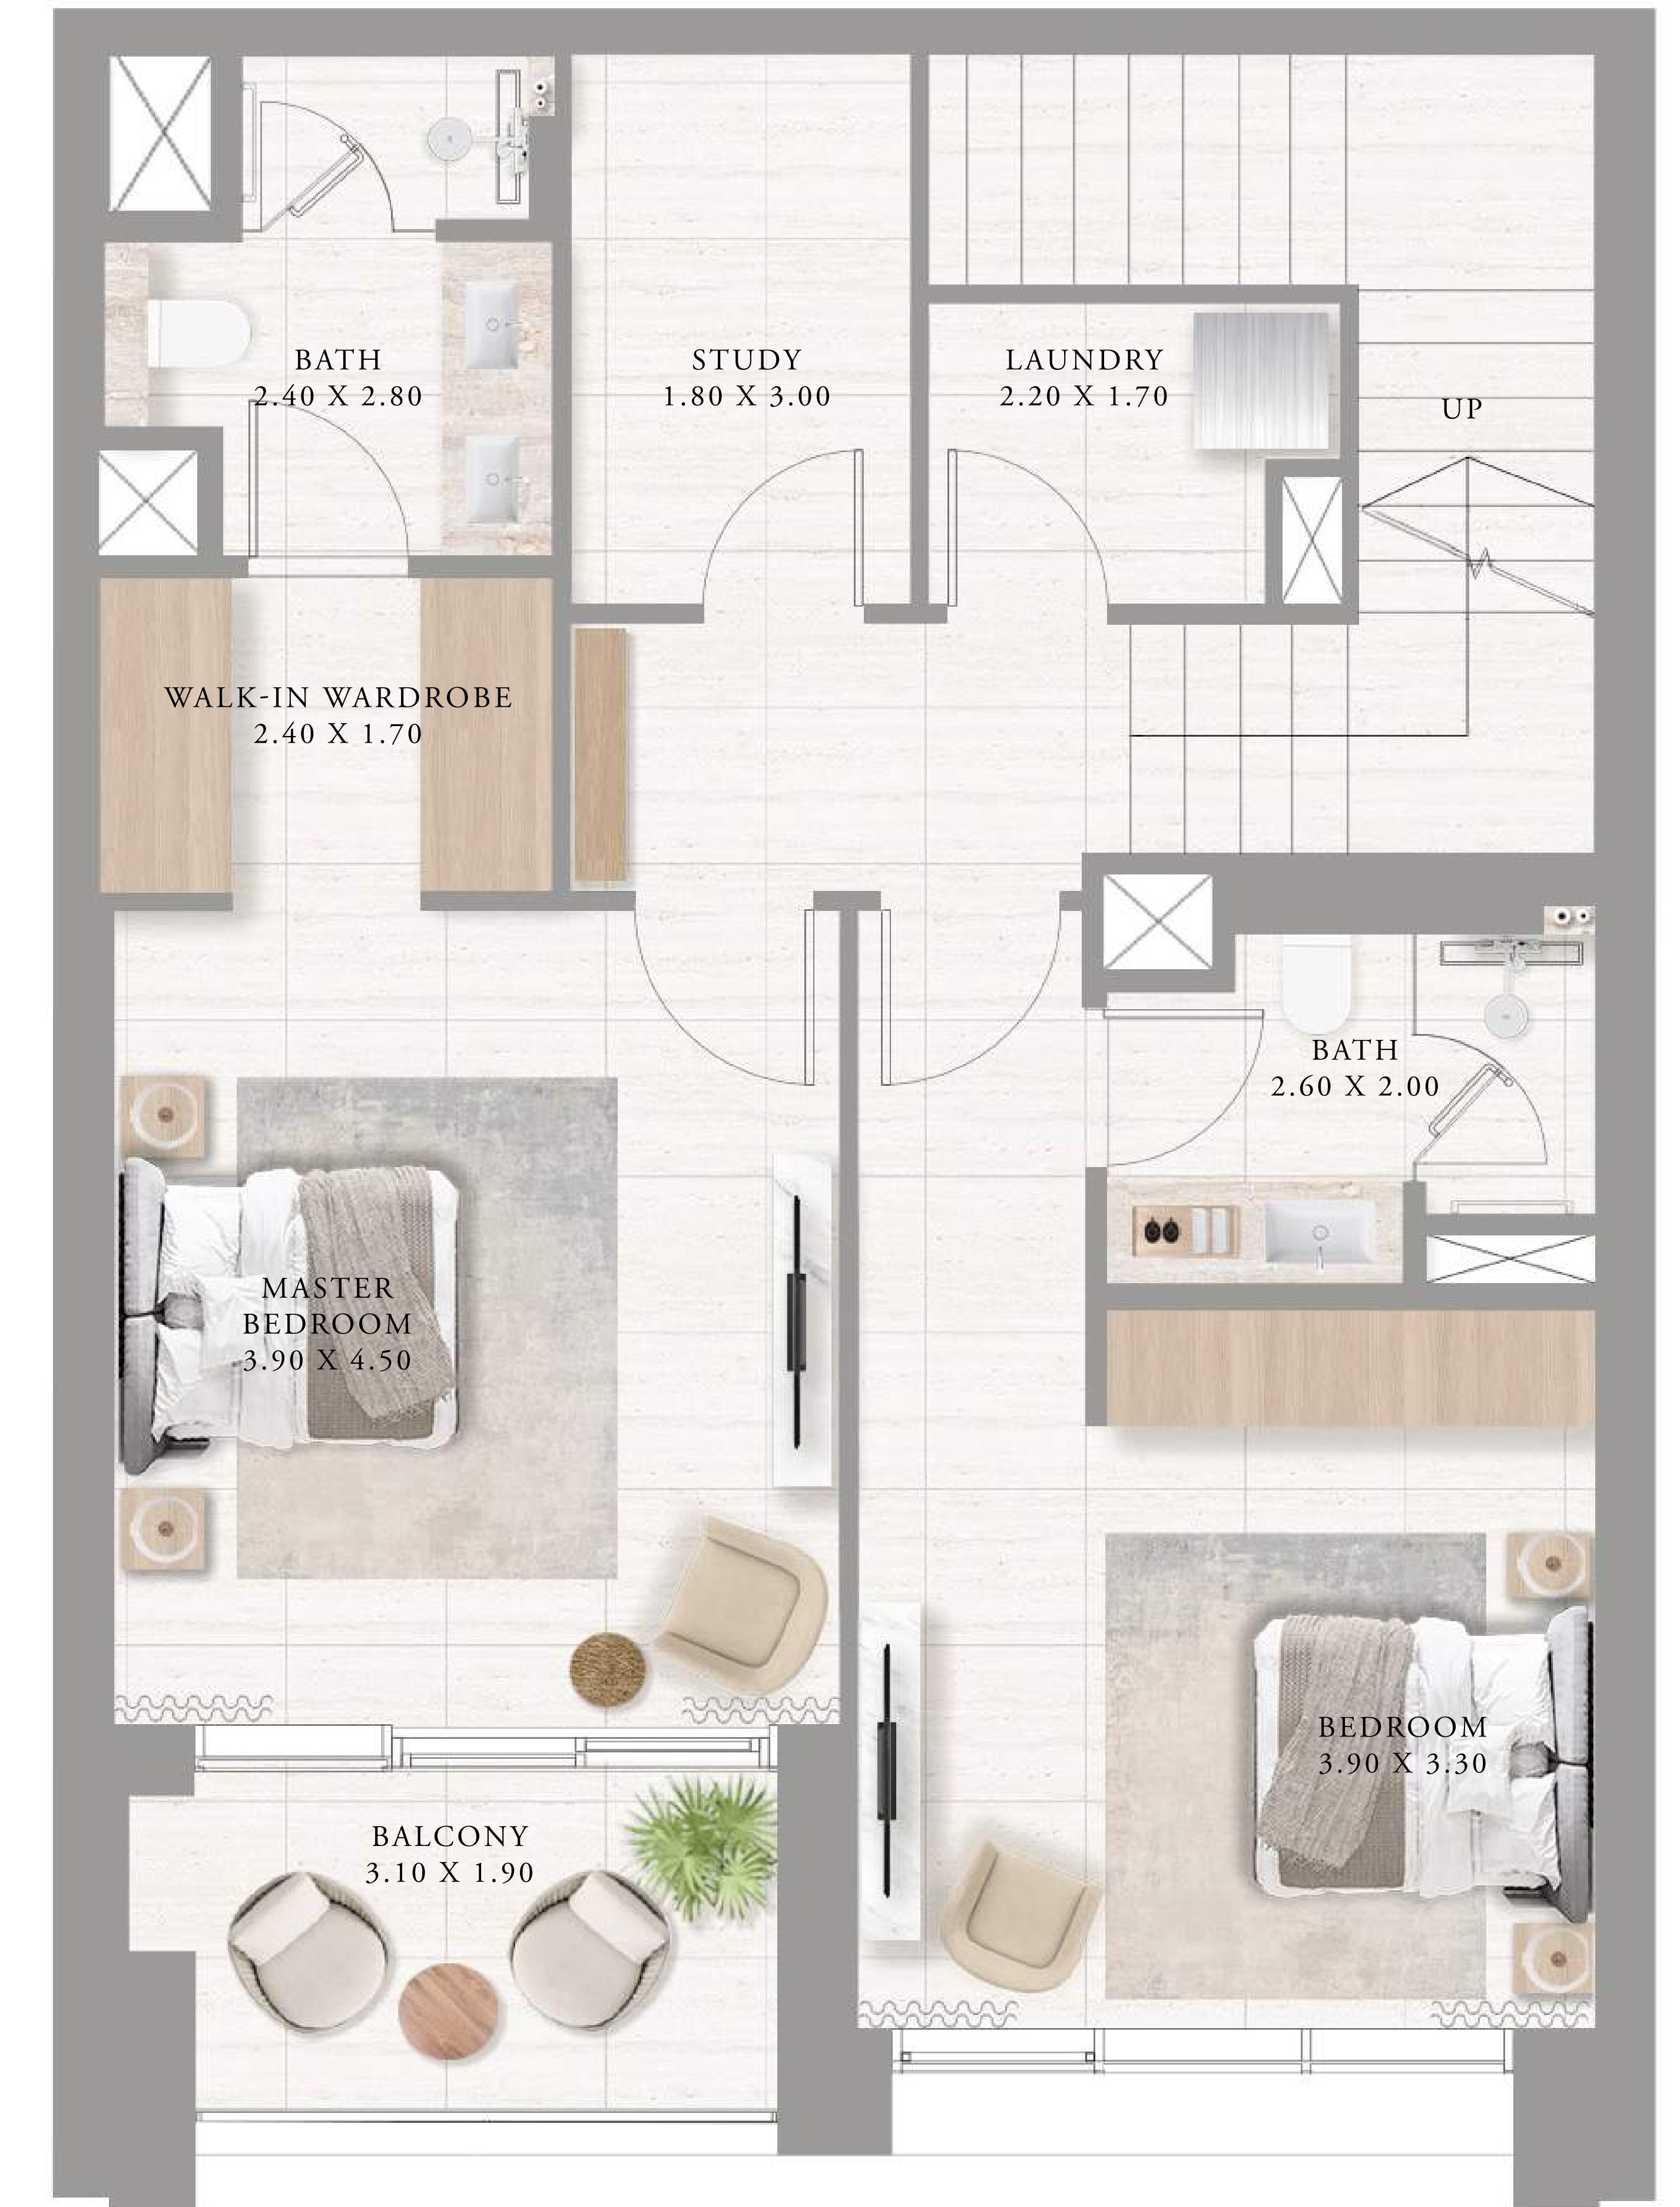 BATH
2.40 X 2.80
STUDY
1.80 X 3.00
LAUNDRY
2.20 X 1.70
UP
WALK-IN WARDROBE
2.40 X 1.70
BATH
2.60 X 2.00
MASTER
BEDROOM
3.90 X 4.50
BEDROOM
3.90 X 3.30
BALCONY
3.10 X 1.90